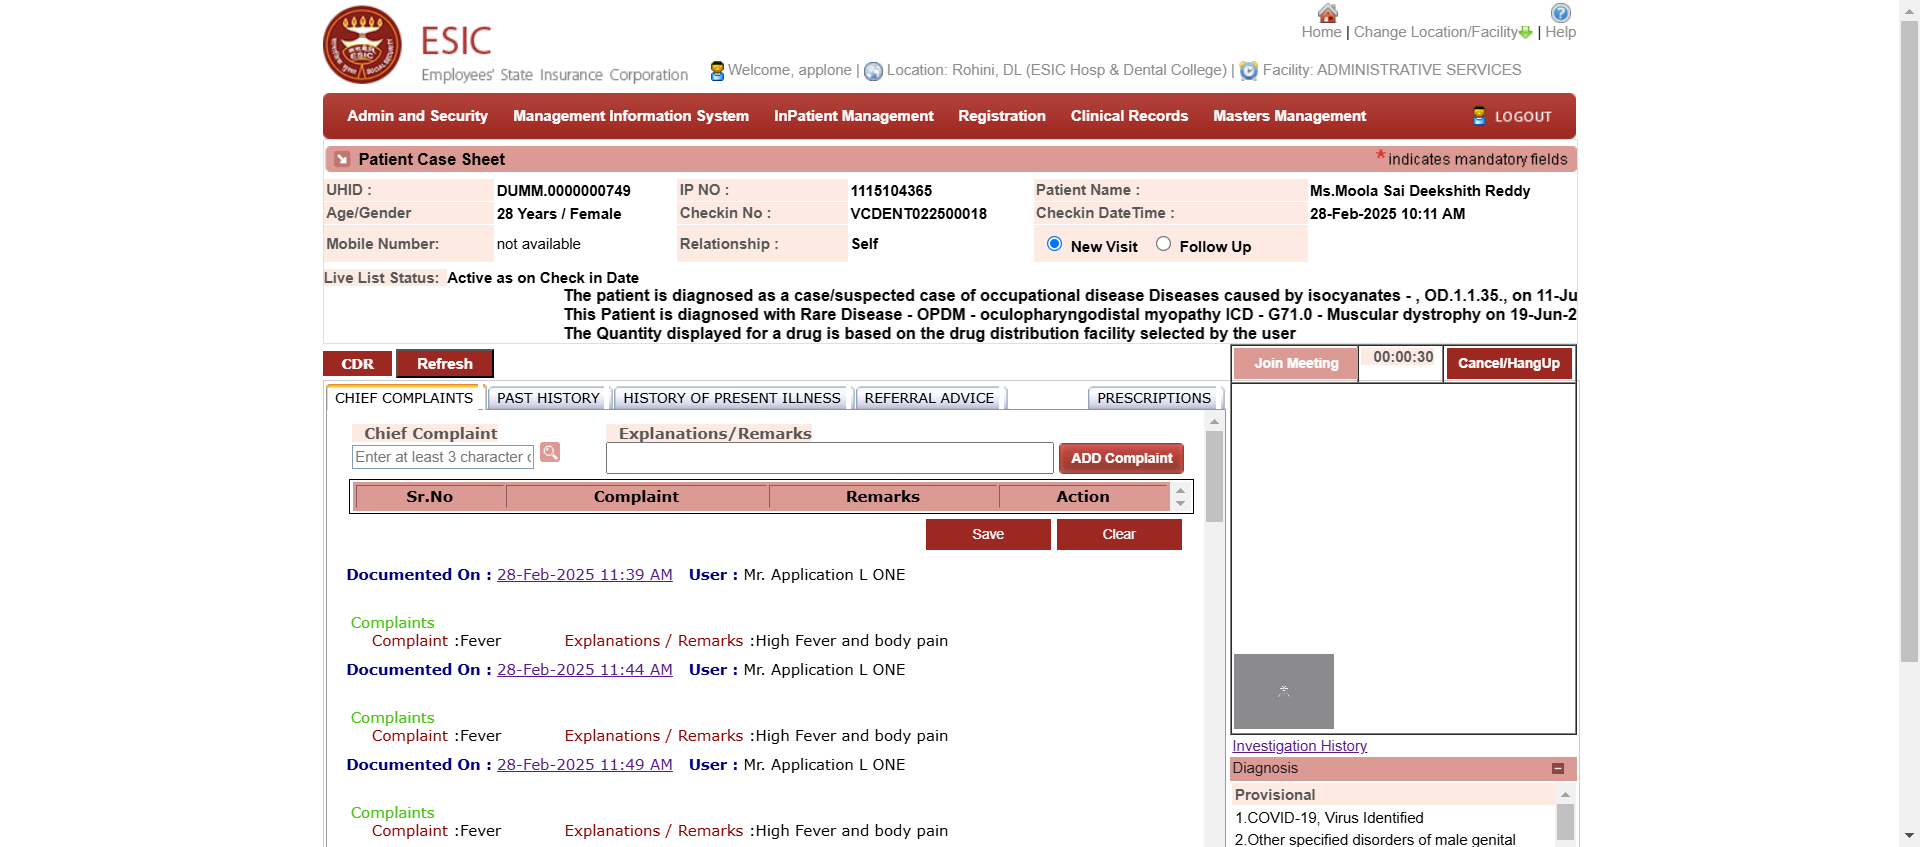 ESIC
Employees' State Insurance Corporation
Home | Change Location/Facility | Help
Welcome, applone | Location: Rohini, DL (ESIC Hosp & Dental College) | Facility: ADMINISTRATIVE SERVICES
Admin and Security Management Information System InPatient Management Registration Clinical Records Masters Management LOGOUT
Patient Case Sheet * indicates mandatory fields
UHID : DUMM.0000000749 IP NO : 1115104365 Patient Name : Ms.Moola Sai Deekshith Reddy
Age/Gender 28 Years / Female Checkin No : VCDENT022500018 Checkin DateTime : 28-Feb-2025 10:11 AM
Mobile Number: not available Relationship : Self New Visit Follow Up
Live List Status: Active as on Check in Date
The patient is diagnosed as a case/suspected case of occupational disease Diseases caused by isocyanates - , OD.1.1.35., on 11-Ju
This Patient is diagnosed with Rare Disease - OPDM - oculopharyngodistal myopathy ICD - G71.0 - Muscular dystrophy on 19-Jun-2
The Quantity displayed for a drug is based on the drug distribution facility selected by the user
CDR Refresh Join Meeting 00:00:30 Cancel/HangUp
CHIEF COMPLAINTS PAST HISTORY HISTORY OF PRESENT ILLNESS REFERRAL ADVICE PRESCRIPTIONS
Chief Complaint Explanations/Remarks
Enter at least 3 character ADD Complaint
Sr.No Complaint Remarks Action
Save Clear
Documented On : 28-Feb-2025 11:39 AM User : Mr. Application L ONE
Complaints
Complaint :Fever Explanations / Remarks :High Fever and body pain
Documented On : 28-Feb-2025 11:44 AM User : Mr. Application L ONE
Complaints
Complaint :Fever Explanations / Remarks :High Fever and body pain
Documented On : 28-Feb-2025 11:49 AM User : Mr. Application L ONE
Complaints
Complaint :Fever Explanations / Remarks :High Fever and body pain
Investigation History
Diagnosis
Provisional
1.COVID-19, Virus Identified
2.Other specified disorders of male genital